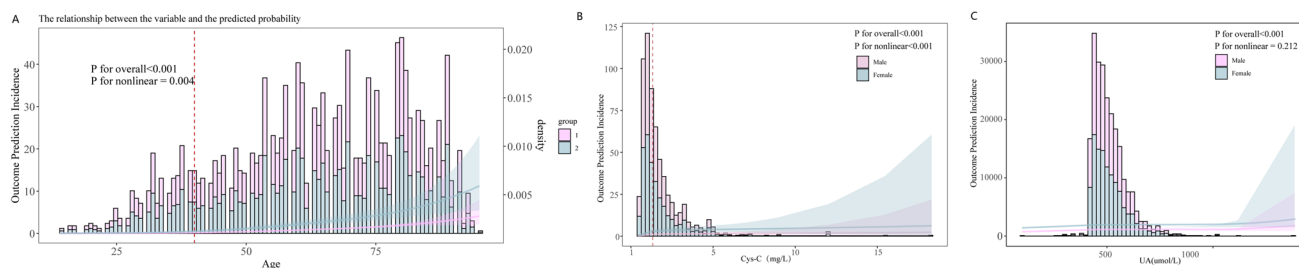 A
The relationship between the variable and the predicted probability
P for overall<0.001
P for nonlinear = 0.004
Outcome Prediction Incidence
40
30
20
10
0
25
50
75
Age
0.020
0.015
0.010
0.005
0.000
density
group
1
2
B
P for overall<0.001
P for nonlinear<0.001
Male
Female
Outcome Prediction Incidence
125
100
75
50
25
0
1
5
10
15
Cys-C (mg/L)
C
P for overall<0.001
P for nonlinear = 0.212
Male
Female
Outcome Prediction Incidence
30000
20000
10000
0
500
1000
UA(umol/L)